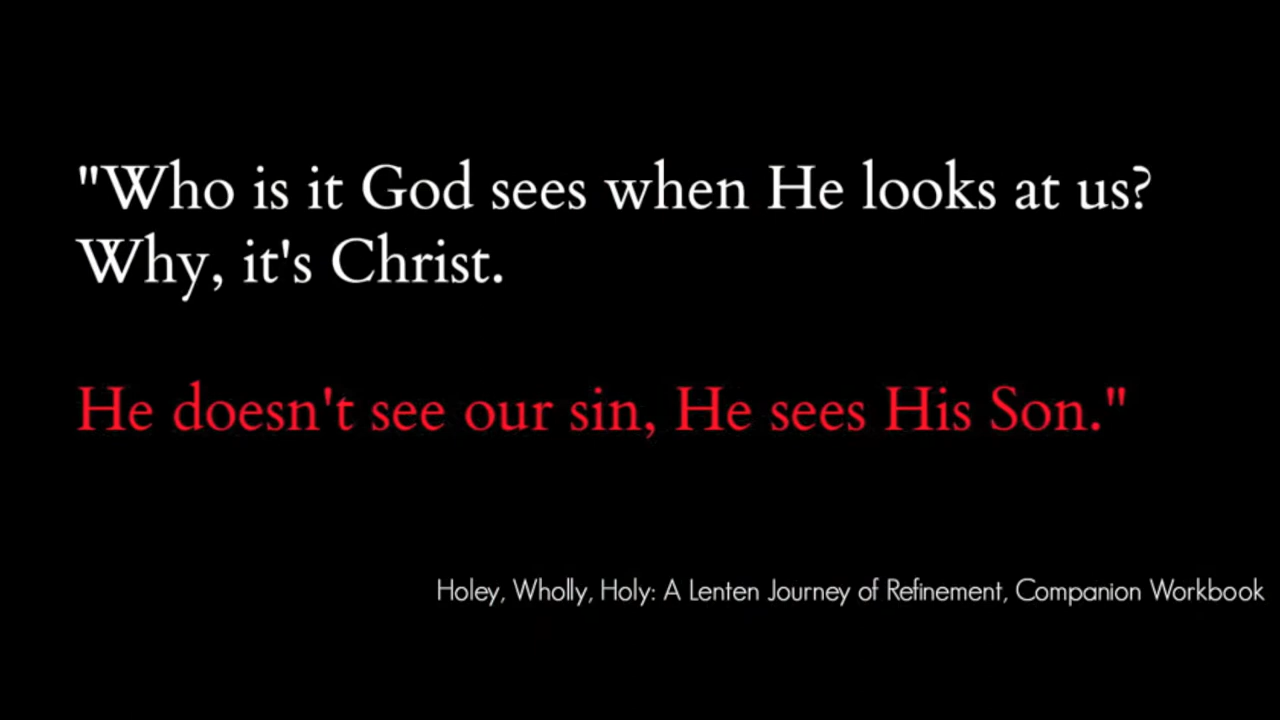 "Who is it God sees when He looks at us?
Why, it's Christ.
He doesn't see our sin, He sees His Son."
Holey, Wholly, Holy: A Lenten Journey of Refinement, Companion Workbook